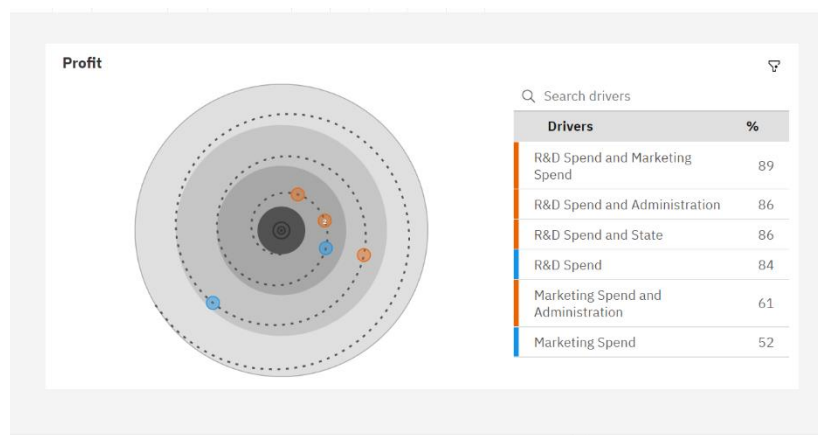 Profit
Search drivers
Drivers %
R&D Spend and Marketing
Spend 89
R&D Spend and Administration 86
R&D Spend and State 86
R&D Spend 84
Marketing Spend and
Administration 61
Marketing Spend 52